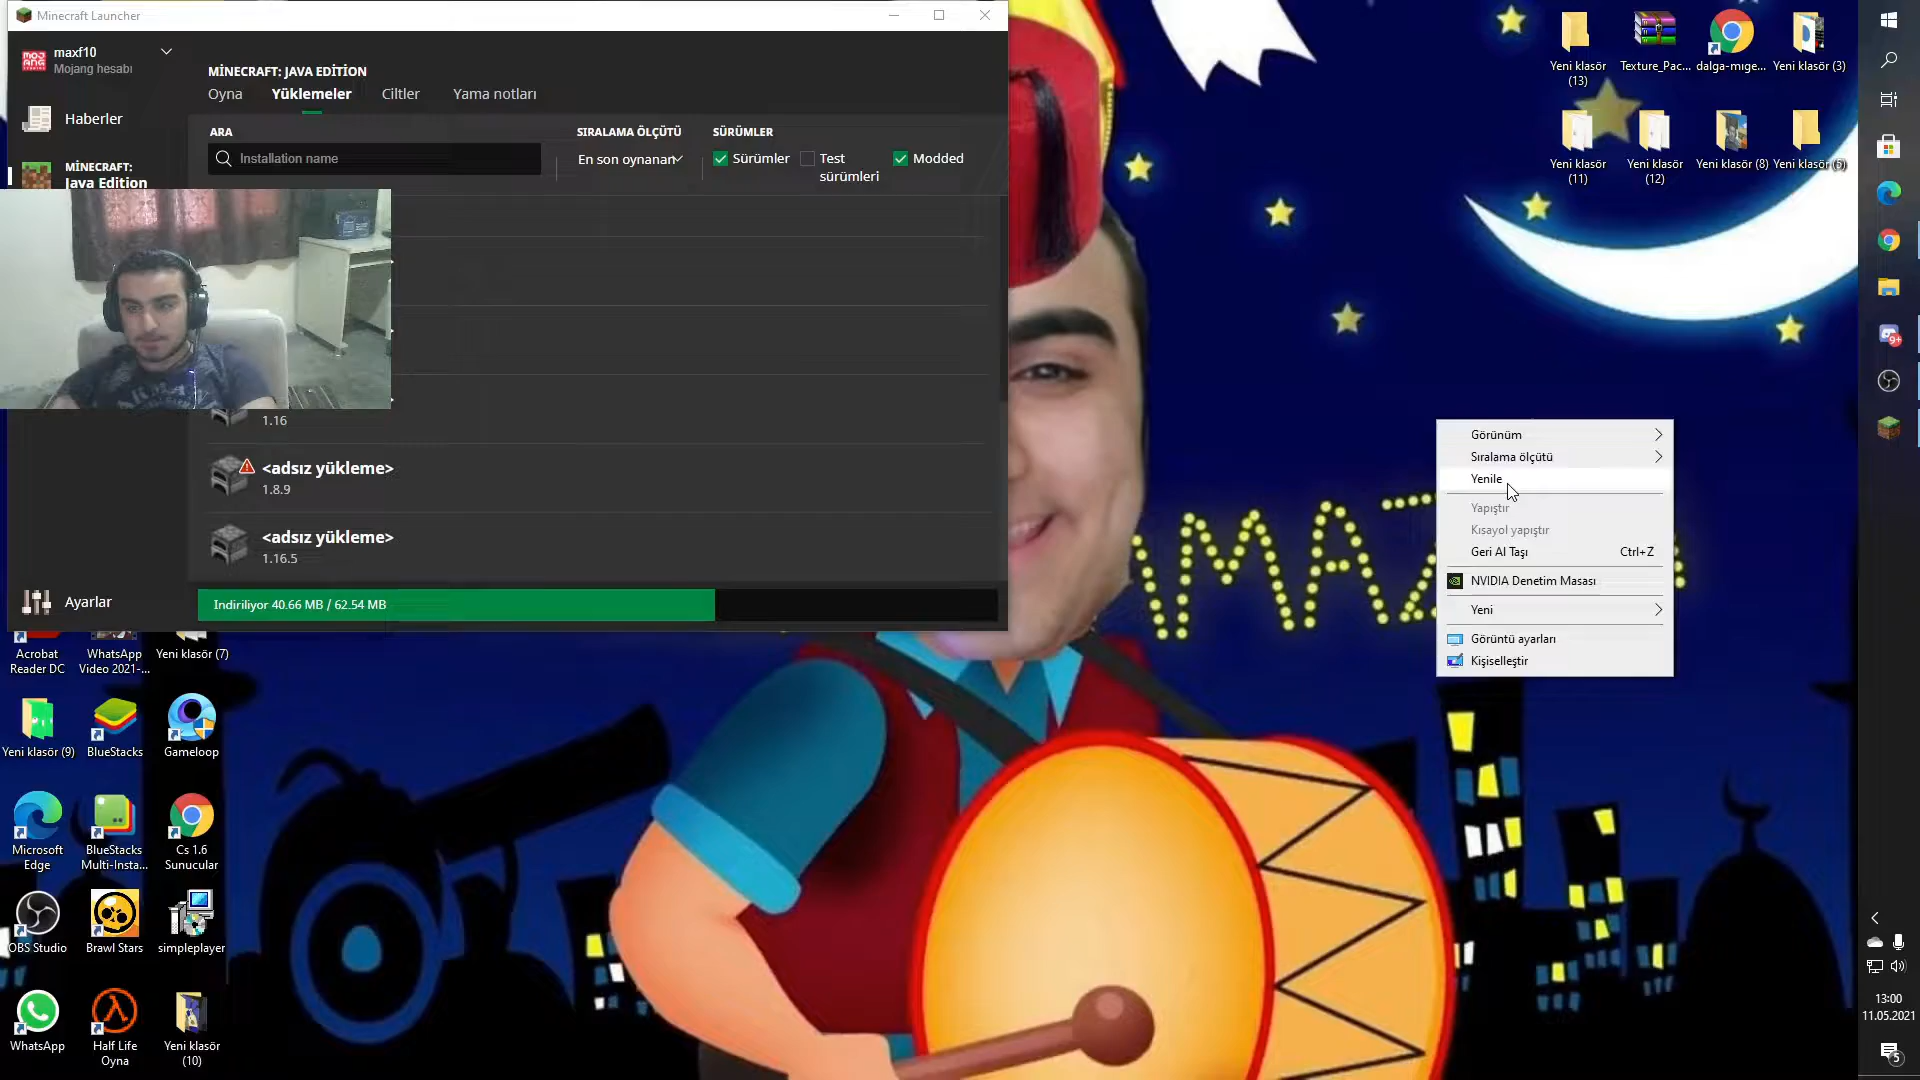 Minecraft Launcher
maxf10
Mojang hesabı
Haberler
MİNECRAFT:
Java Edition
Ayarlar
MİNECRAFT: JAVA EDİTİON
Oyna
Yüklemeler
Ciltler
Yama notları
ARA
Installation name
SIRALAMA ÖLÇÜTÜ
En son oynanan
SÜRÜMLER
Sürümler
Test
sürümleri
Modded
1.16
<adsız yükleme>
1.8.9
<adsız yükleme>
1.16.5
Indiriliyor 40.66 MB / 62.54 MB
Yeni klasör
(13)
Texture_Pac...
dalga-mıge...
Yeni klasör (3)
Yeni klasör
(11)
Yeni klasör
(12)
Yeni klasör (8)
Yeni klasör (5)
Görünüm
Sıralama ölçütü
Yenile
Yapıştır
Kısayol yapıştır
Geri Al Taşı Ctrl+Z
NVIDIA Denetim Masası
Yeni
Görüntü ayarları
Kişiselleştir
Acrobat
Reader DC
WhatsApp
Video 2021-...
Yeni klasör (7)
Yeni klasör (9)
BlueStacks
Gameloop
Microsoft
Edge
BlueStacks
Multi-Insta...
Cs 1.6
Sunucular
OBS Studio
Brawl Stars
simpleplayer
WhatsApp
Half Life
Oyna
Yeni klasör
(10)
9+
13:00
11.05.2021
5